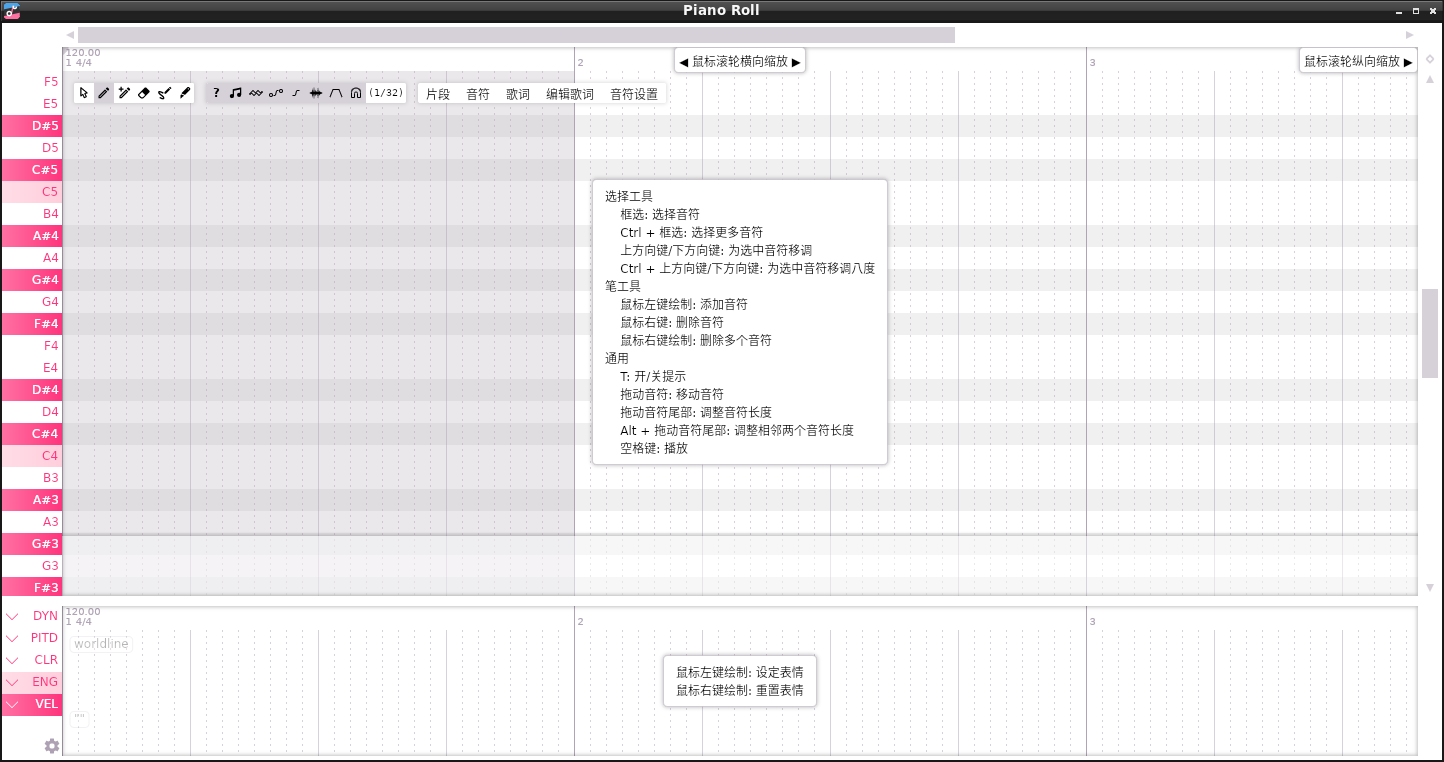 Piano Roll
120.00
1 4/4
2
◀ 鼠标滚轮横向缩放 ▶
3
鼠标滚轮纵向缩放 ▶
? (1/32) 片段 音符 歌词 编辑歌词 音符设置
F5
E5
D#5
D5
C#5
C5
B4
A#4
A4
G#4
G4
F#4
F4
E4
D#4
D4
C#4
C4
B3
A#3
A3
G#3
G3
F#3
选择工具
框选: 选择音符
Ctrl + 框选: 选择更多音符
上方向键/下方向键: 为选中音符移调
Ctrl + 上方向键/下方向键: 为选中音符移调八度
笔工具
鼠标左键绘制: 添加音符
鼠标右键: 删除音符
鼠标右键绘制: 删除多个音符
通用
T: 开/关提示
拖动音符: 移动音符
拖动音符尾部: 调整音符长度
Alt + 拖动音符尾部: 调整相邻两个音符长度
空格键: 播放
120.00
1 4/4
2
3
DYN
PITD
CLR
ENG
VEL
worldline
""
鼠标左键绘制: 设定表情
鼠标右键绘制: 重置表情